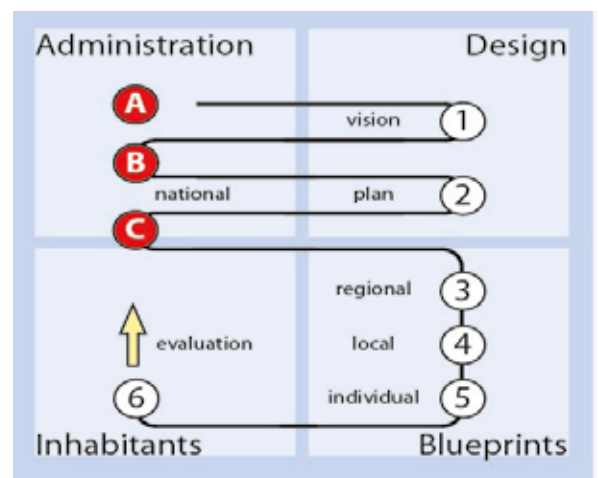 Administration Design
A
vision 1
B
national plan 2
C
regional 3
evaluation local 4
6 individual 5
Inhabitants Blueprints